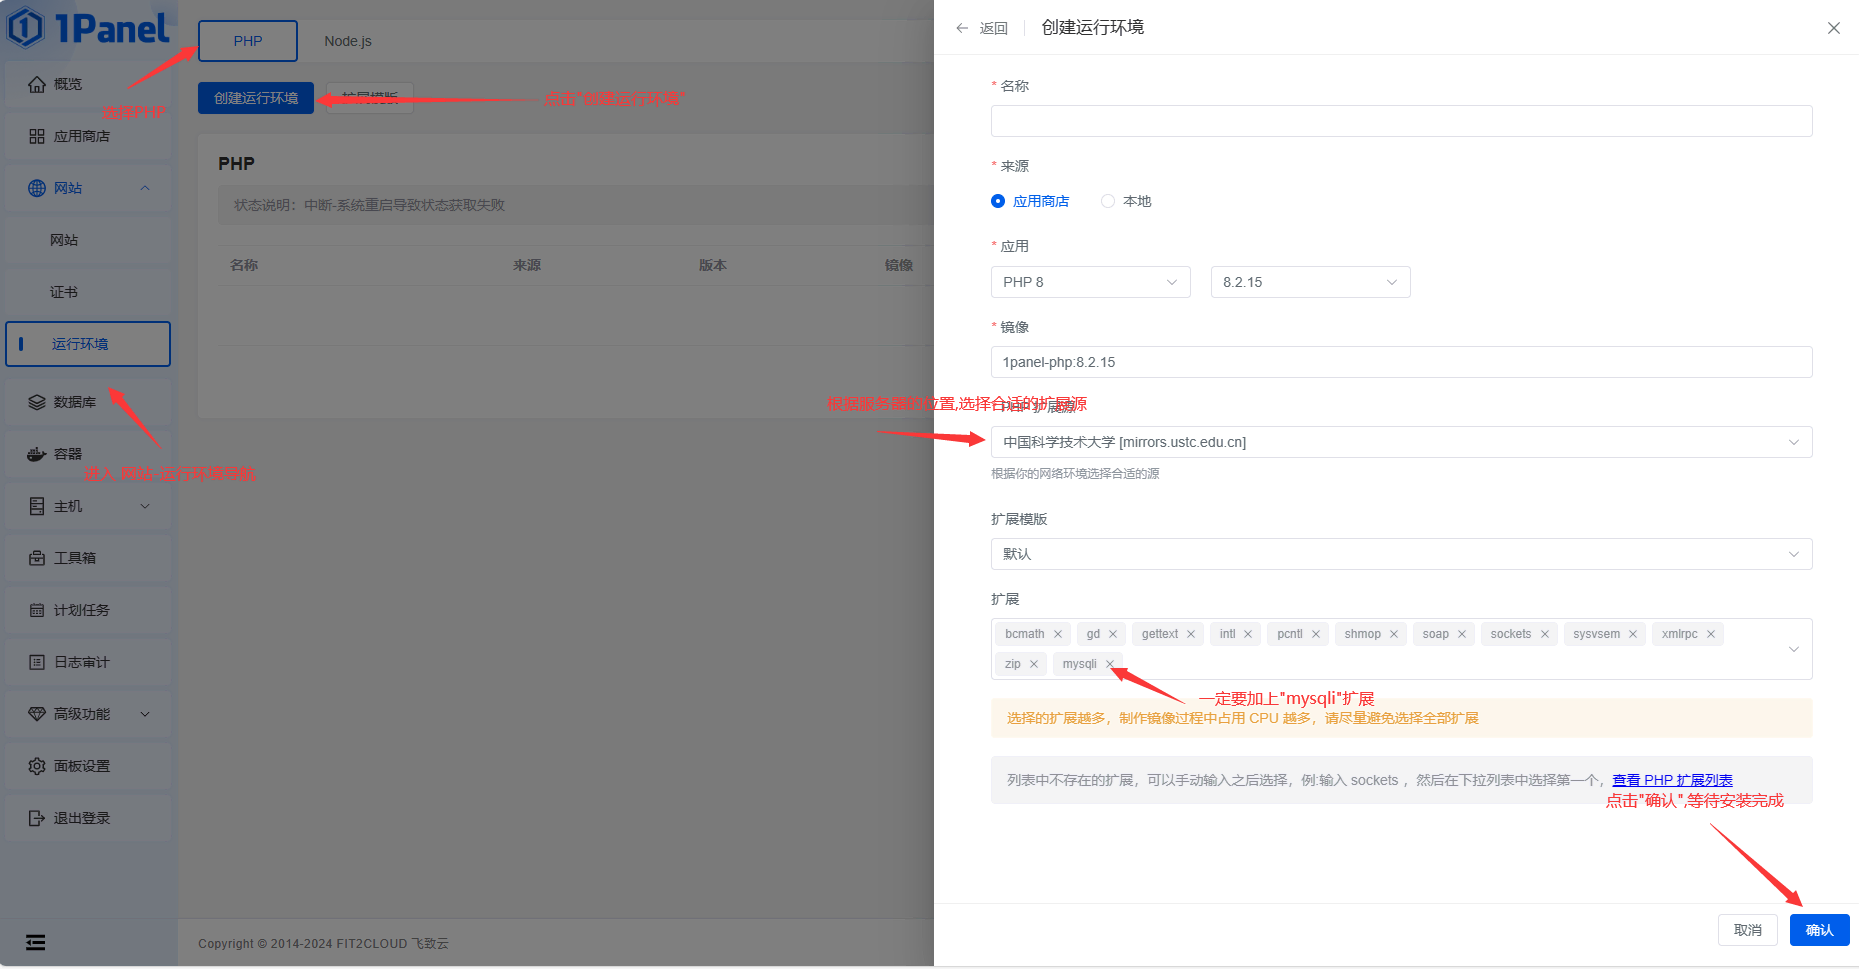 1Panel
概览
应用商店
网站
网站
证书
运行环境
数据库
容器
主机
工具箱
计划任务
日志审计
高级功能
面板设置
退出登录
选择PHP
进入 网站-运行环境导航
PHP
Node.js
创建运行环境
扩展模版
点击"创建运行环境"
PHP
状态说明：中断-系统重启导致状态获取失败
名称
来源
版本
镜像
Copyright © 2014-2024 FIT2CLOUD 飞致云
返回
创建运行环境
* 名称
* 来源
应用商店
本地
* 应用
PHP 8
8.2.15
* 镜像
1panel-php:8.2.15
根据服务器的位置,选择合适的扩展源
PHP 扩展源
中国科学技术大学 [mirrors.ustc.edu.cn]
根据你的网络环境选择合适的源
扩展模版
默认
扩展
bcmath gd gettext intl pcntl shmop soap sockets sysvsem xmlrpc
zip mysqli
一定要加上"mysqli"扩展
选择的扩展越多，制作镜像过程中占用 CPU 越多，请尽量避免选择全部扩展
列表中不存在的扩展，可以手动输入之后选择，例:输入 sockets ，然后在下拉列表中选择第一个，查看 PHP 扩展列表
点击"确认",等待安装完成
取消
确认